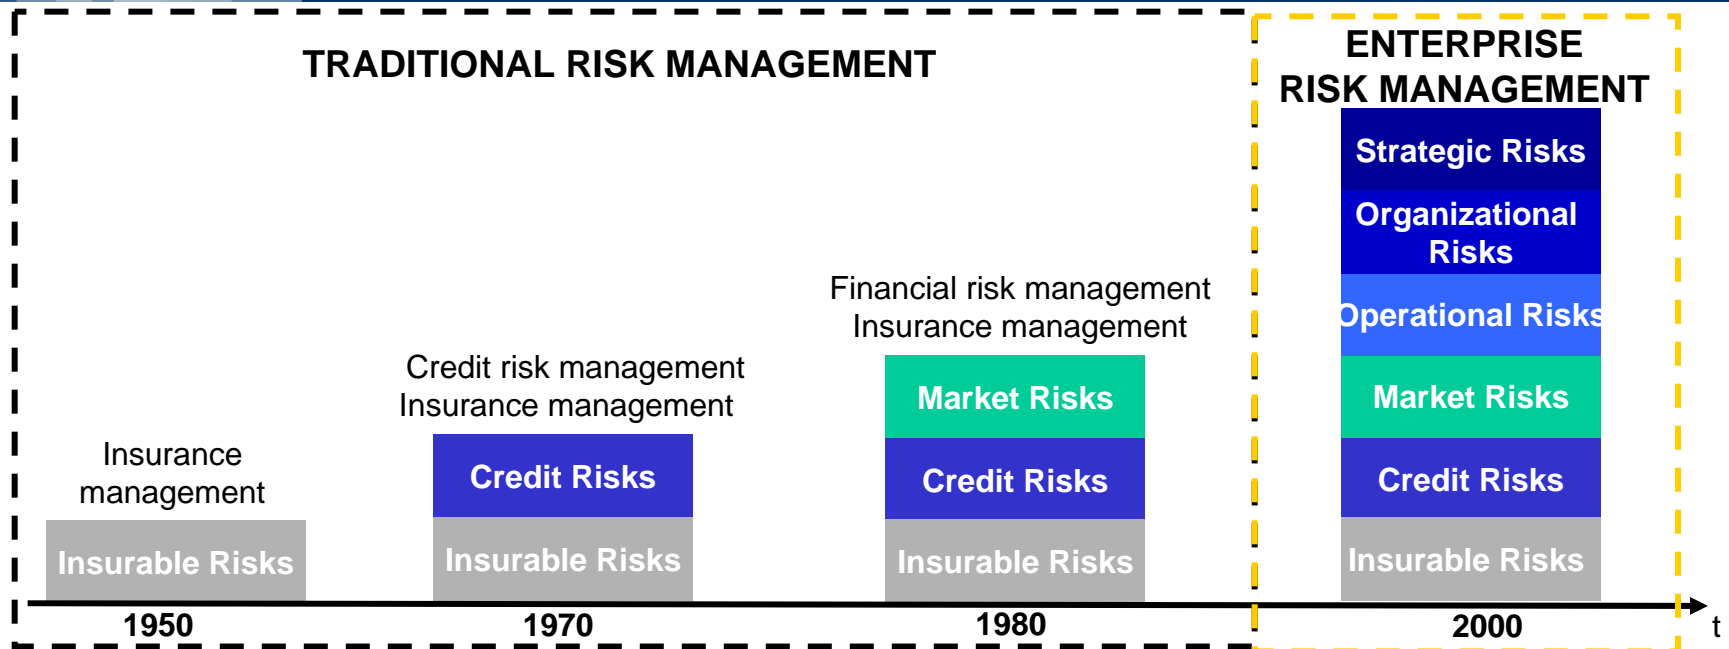 TRADITIONAL RISK MANAGEMENT
ENTERPRISE
RISK MANAGEMENT
Insurance
management
Insurable Risks
1950
Credit risk management
Insurance management
Credit Risks
Insurable Risks
1970
Financial risk management
Insurance management
Market Risks
Credit Risks
Insurable Risks
1980
Strategic Risks
Organizational
Risks
Operational Risks
Market Risks
Credit Risks
Insurable Risks
2000
t